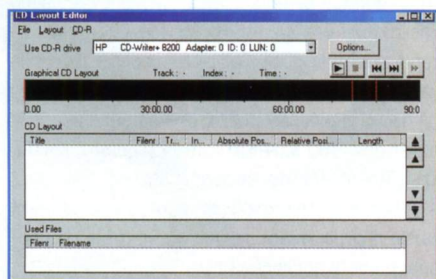 CD Layout Editor
File Layout CD-R
Use CD-R drive HP CD-Writer+ 8200 Adapter: 0 ID: 0 LUN: 0 Options...
Graphical CD Layout Track: - Index: - Time: -
0.00 30:00.00 60:00.00 90:0
CD Layout
Title Filenr Tr... In... Absolute Pos... Relative Posi... Length
Used Files
Filenr Filename